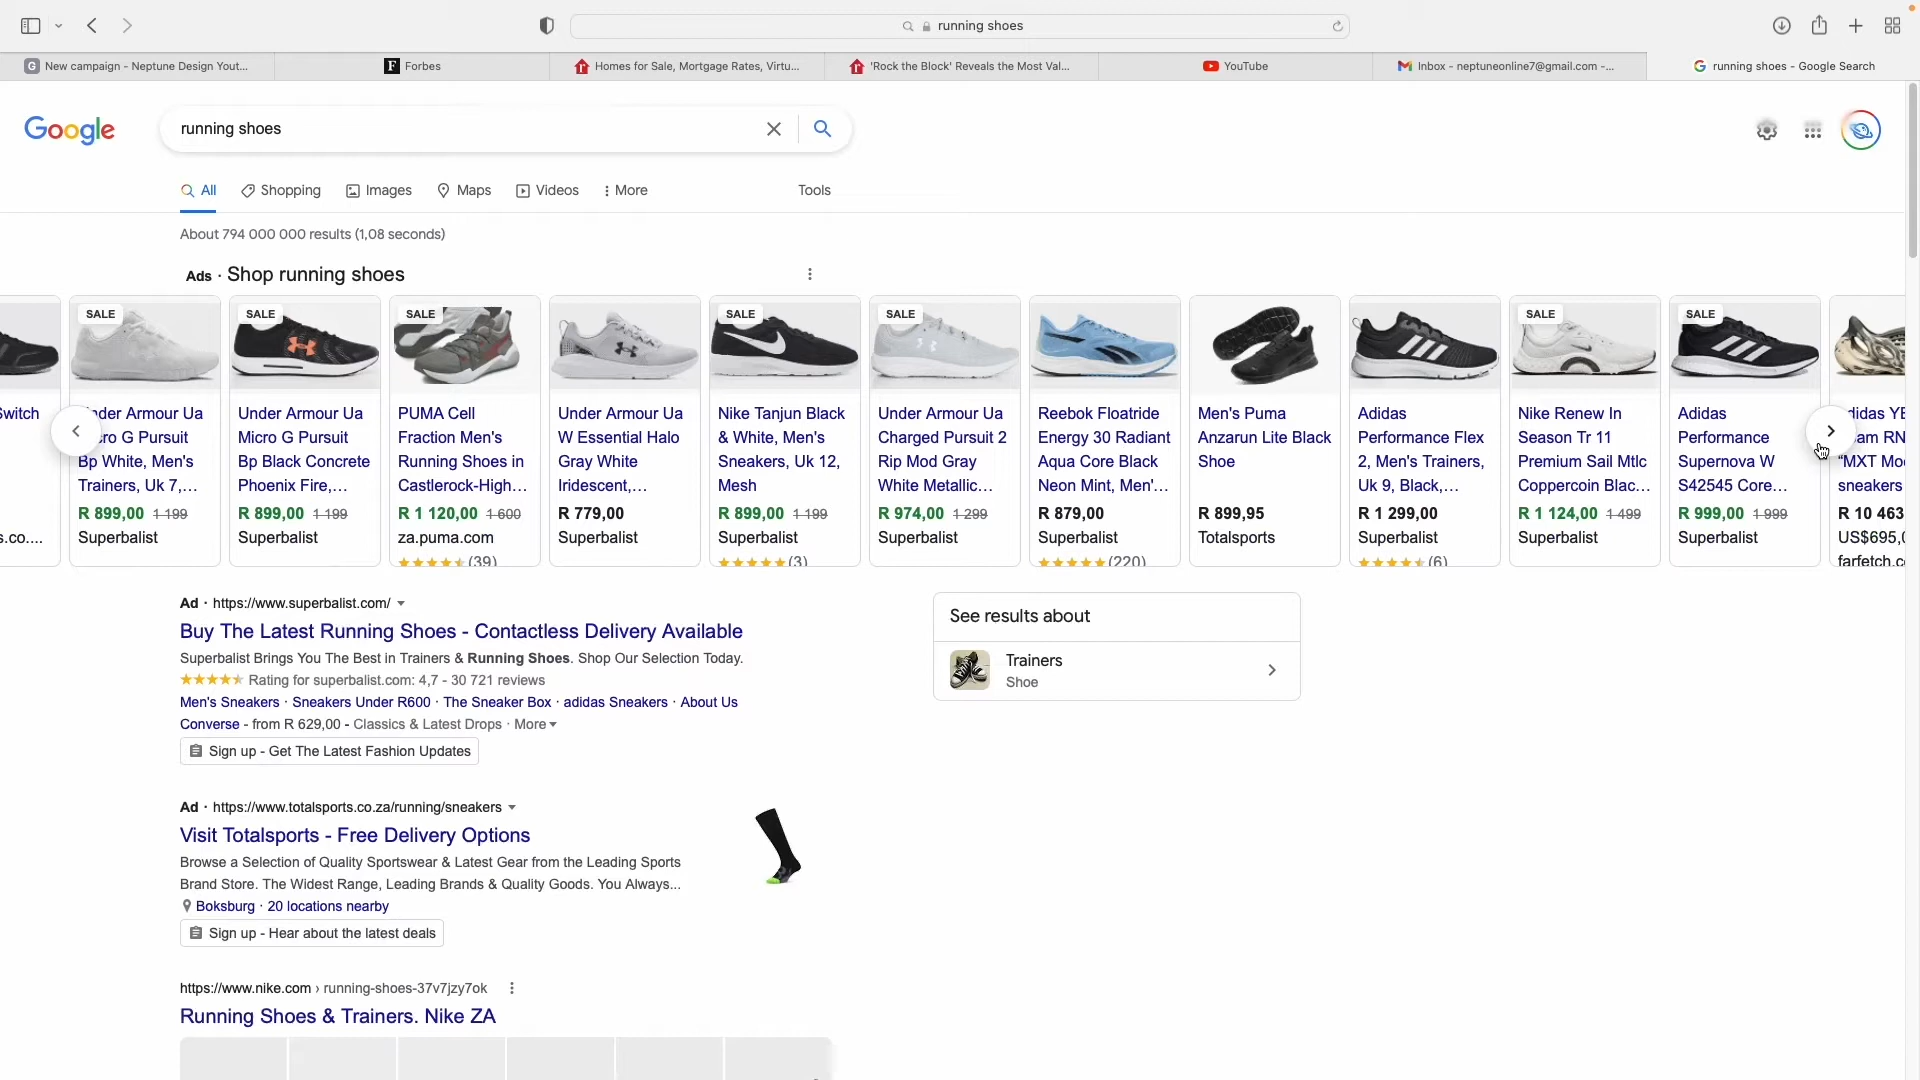 running shoes
New campaign - Neptune Design Yout...
Forbes
Homes for Sale, Mortgage Rates, Virtu...
'Rock the Block' Reveals the Most Val...
YouTube
Inbox - neptuneonline7@gmail.com -...
running shoes - Google Search
Google
running shoes
All
Shopping
Images
Maps
Videos
More
Tools
About 794 000 000 results (1,08 seconds)
Ads · Shop running shoes
s.co....
SALE
Micro G Pursuit
Bp White, Men's
Trainers, Uk 7,...
R 899,00 1 199
Superbalist
SALE
Under Armour Ua
Micro G Pursuit
Bp Black Concrete
Phoenix Fire,...
R 899,00 1 199
Superbalist
SALE
PUMA Cell
Fraction Men's
Running Shoes in
Castlerock-High...
R 1 120,00 1 600
za.puma.com
(39)
Under Armour Ua
W Essential Halo
Gray White
Iridescent,...
R 779,00
Superbalist
SALE
Nike Tanjun Black
& White, Men's
Sneakers, Uk 12,
Mesh
R 899,00 1 199
Superbalist
(3)
SALE
Under Armour Ua
Charged Pursuit 2
Rip Mod Gray
White Metallic...
R 974,00 1 299
Superbalist
Reebok Floatride
Energy 30 Radiant
Aqua Core Black
Neon Mint, Men'...
R 879,00
Superbalist
(220)
Men's Puma
Anzarun Lite Black
Shoe
R 899,95
Totalsports
Adidas
Performance Flex
2, Men's Trainers,
Uk 9, Black,...
R 1 299,00
Superbalist
(6)
SALE
Nike Renew In
Season Tr 11
Premium Sail Mtlc
Coppercoin Blac...
R 1 124,00 1 499
Superbalist
SALE
Adidas
Performance
Supernova W
S42545 Core...
R 999,00 1 999
Superbalist
sneakers
R 10 463
US$695,
farfetch.c
Ad · https://www.superbalist.com/
Buy The Latest Running Shoes - Contactless Delivery Available
Superbalist Brings You The Best in Trainers & Running Shoes. Shop Our Selection Today.
Rating for superbalist.com: 4,7 - 30 721 reviews
Men's Sneakers · Sneakers Under R600 · The Sneaker Box · adidas Sneakers · About Us
Converse - from R 629,00 - Classics & Latest Drops · More
Sign up - Get The Latest Fashion Updates
See results about
Trainers
Shoe
Ad · https://www.totalsports.co.za/running/sneakers
Visit Totalsports - Free Delivery Options
Browse a Selection of Quality Sportswear & Latest Gear from the Leading Sports
Brand Store. The Widest Range, Leading Brands & Quality Goods. You Always...
Boksburg · 20 locations nearby
Sign up - Hear about the latest deals
https://www.nike.com › running-shoes-37v7jzy7ok
Running Shoes & Trainers. Nike ZA